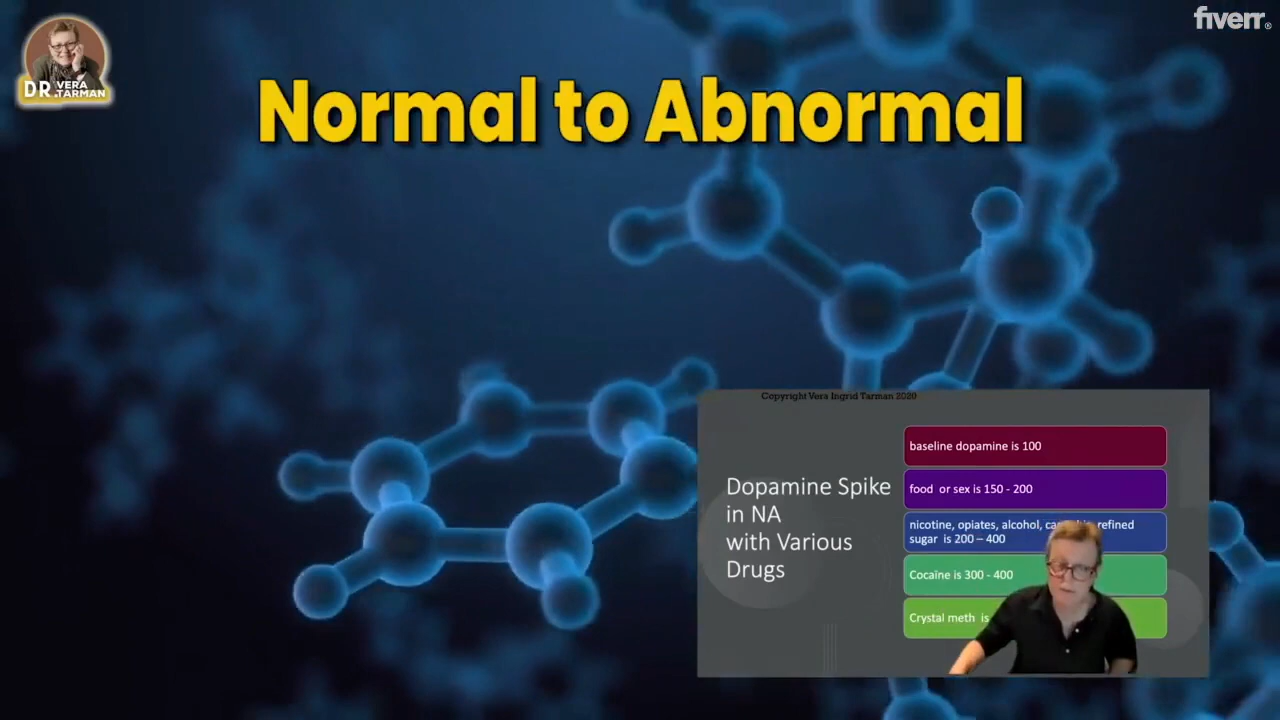 fiverr®
DR. VERA
TARMAN
Normal to Abnormal
Copyright Vera Ingrid Tarman 2020
Dopamine Spike
in NA
with Various
Drugs
baseline dopamine is 100
food or sex is 150 - 200
nicotine, opiates, alcohol, refined
sugar is 200 – 400
Cocaïne is 300 - 400
Crystal meth is